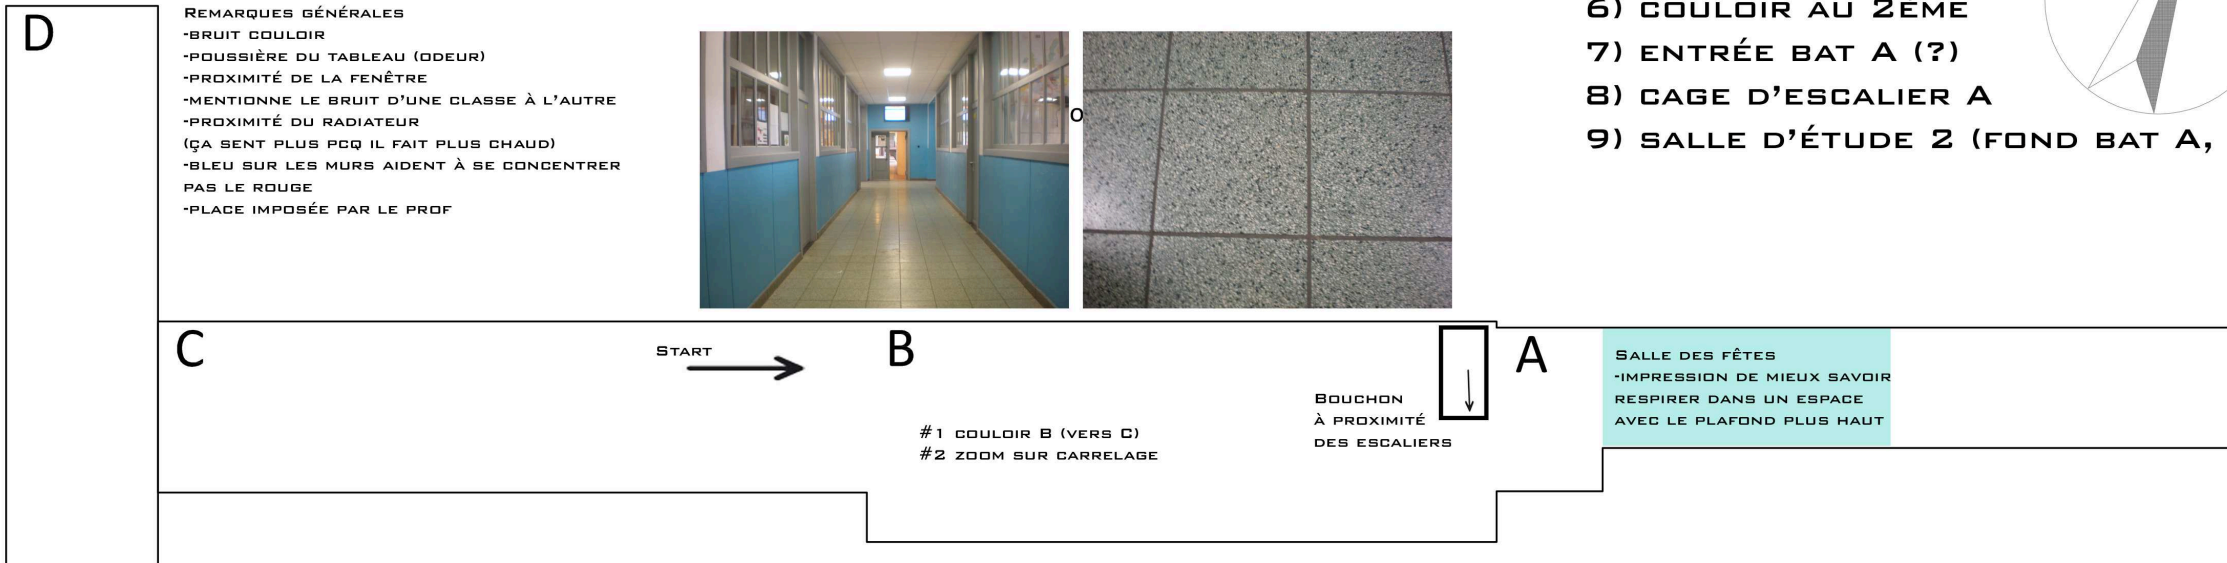 D
Remarques générales
-bruit couloir
-poussière du tableau (odeur)
-proximité de la fenêtre
-mentionne le bruit d'une classe à l'autre
-proximité du radiateur
(ça sent plus pcq il fait plus chaud)
-bleu sur les murs aident à se concentrer
pas le rouge
-place imposée par le prof
o
6) couloir au 2ème
7) entrée bat A (?)
8) cage d'escalier A
9) salle d'étude 2 (fond bat A,
C
Start
B
#1 couloir B (vers C)
#2 zoom sur carrelage
Bouchon
à proximité
des escaliers
A
Salle des fêtes
-impression de mieux savoir
respirer dans un espace
avec le plafond plus haut